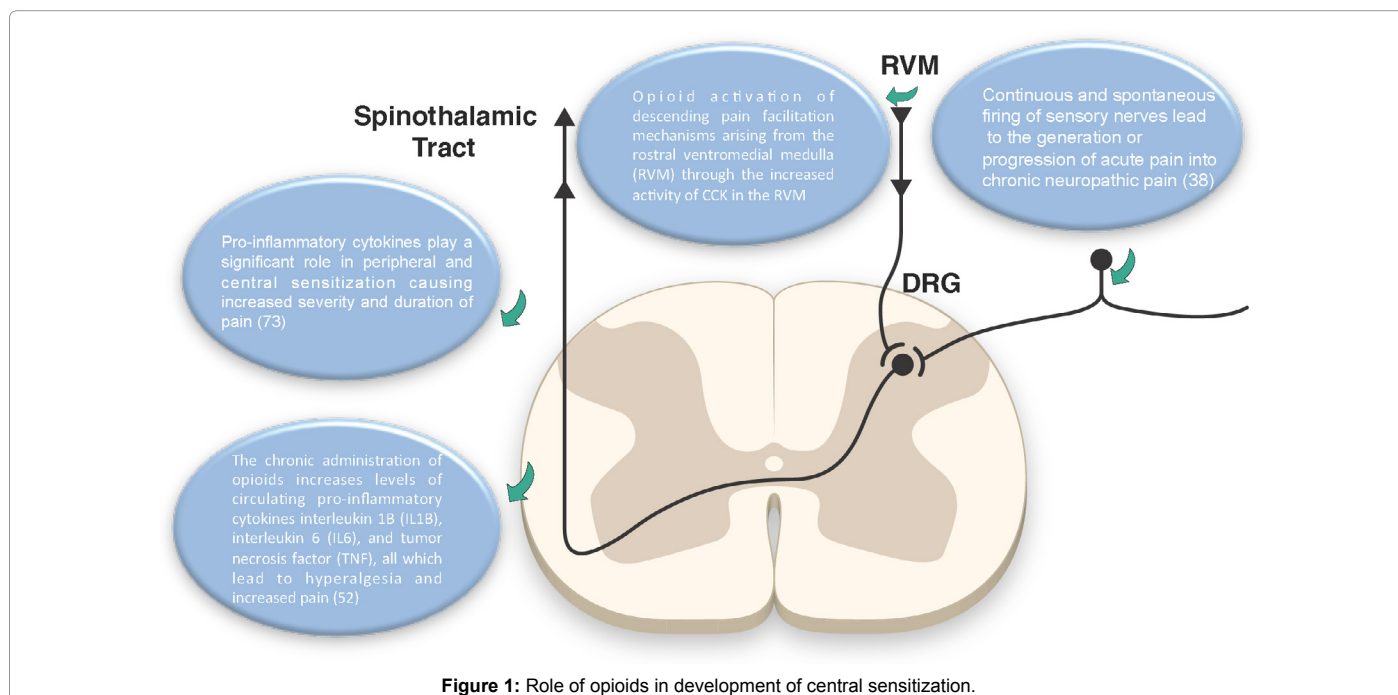 RVM
Spinothalamic
Tract
Opioid activation of
descending pain facilitation
mechanisms arising from the
rostral ventromedial medulla
(RVM) through the increased
activity of CCK in the RVM
Continuous and spontaneous
firing of sensory nerves lead
to the generation or
progression of acute pain into
chronic neuropathic pain (38)
Pro-inflammatory cytokines play a
significant role in peripheral and
central sensitization causing
increased severity and duration of
pain (73)
DRG
The chronic administration of
opioids increases levels of
circulating pro-inflammatory
cytokines interleukin 1B (IL1B),
interleukin 6 (IL6), and tumor
necrosis factor (TNF), all which
lead to hyperalgesia and
increased pain (52)
Figure 1: Role of opioids in development of central sensitization.